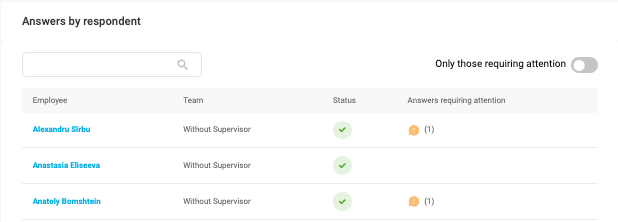 Answers by respondent
Only those requiring attention
Employee Team Status Answers requiring attention
Alexandru Sîrbu Without Supervisor (1)
Anastasia Eliseeva Without Supervisor
Anatoly Bomshtein Without Supervisor (1)